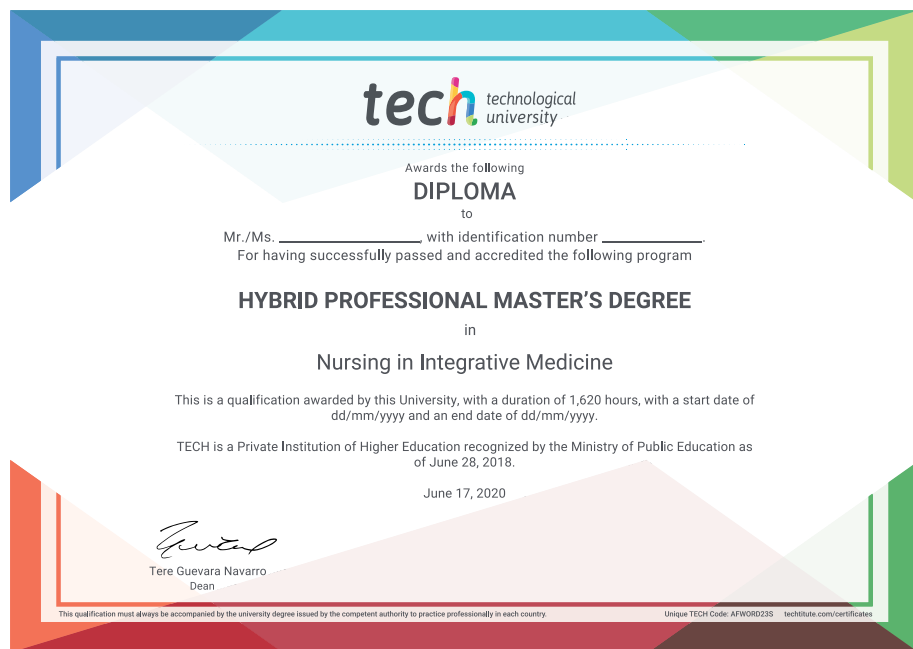 tech technological
university
Awards the following
DIPLOMA
to
Mr./Ms. ____________________, with identification number ______________.
For having successfully passed and accredited the following program
HYBRID PROFESSIONAL MASTER'S DEGREE
in
Nursing in Integrative Medicine
This is a qualification awarded by this University, with a duration of 1,620 hours, with a start date of
dd/mm/yyyy and an end date of dd/mm/yyyy.
TECH is a Private Institution of Higher Education recognized by the Ministry of Public Education as
of June 28, 2018.
June 17, 2020
Tere Guevara Navarro
Dean
This qualification must always be accompanied by the university degree issued by the competent authority to practice professionally in each country.
Unique TECH Code: AFWORD23S techtitute.com/certificates